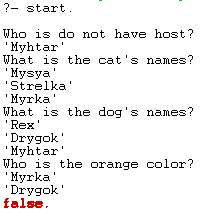 ?- start.
Who is do not have host?
'Myhtar'
What is the cat's names?
'Mysya'
'Strelka'
'Myrka'
What is the dog's names?
'Rex'
'Drygok'
'Myhtar'
Who is the orange color?
'Myrka'
'Drygok'
false.